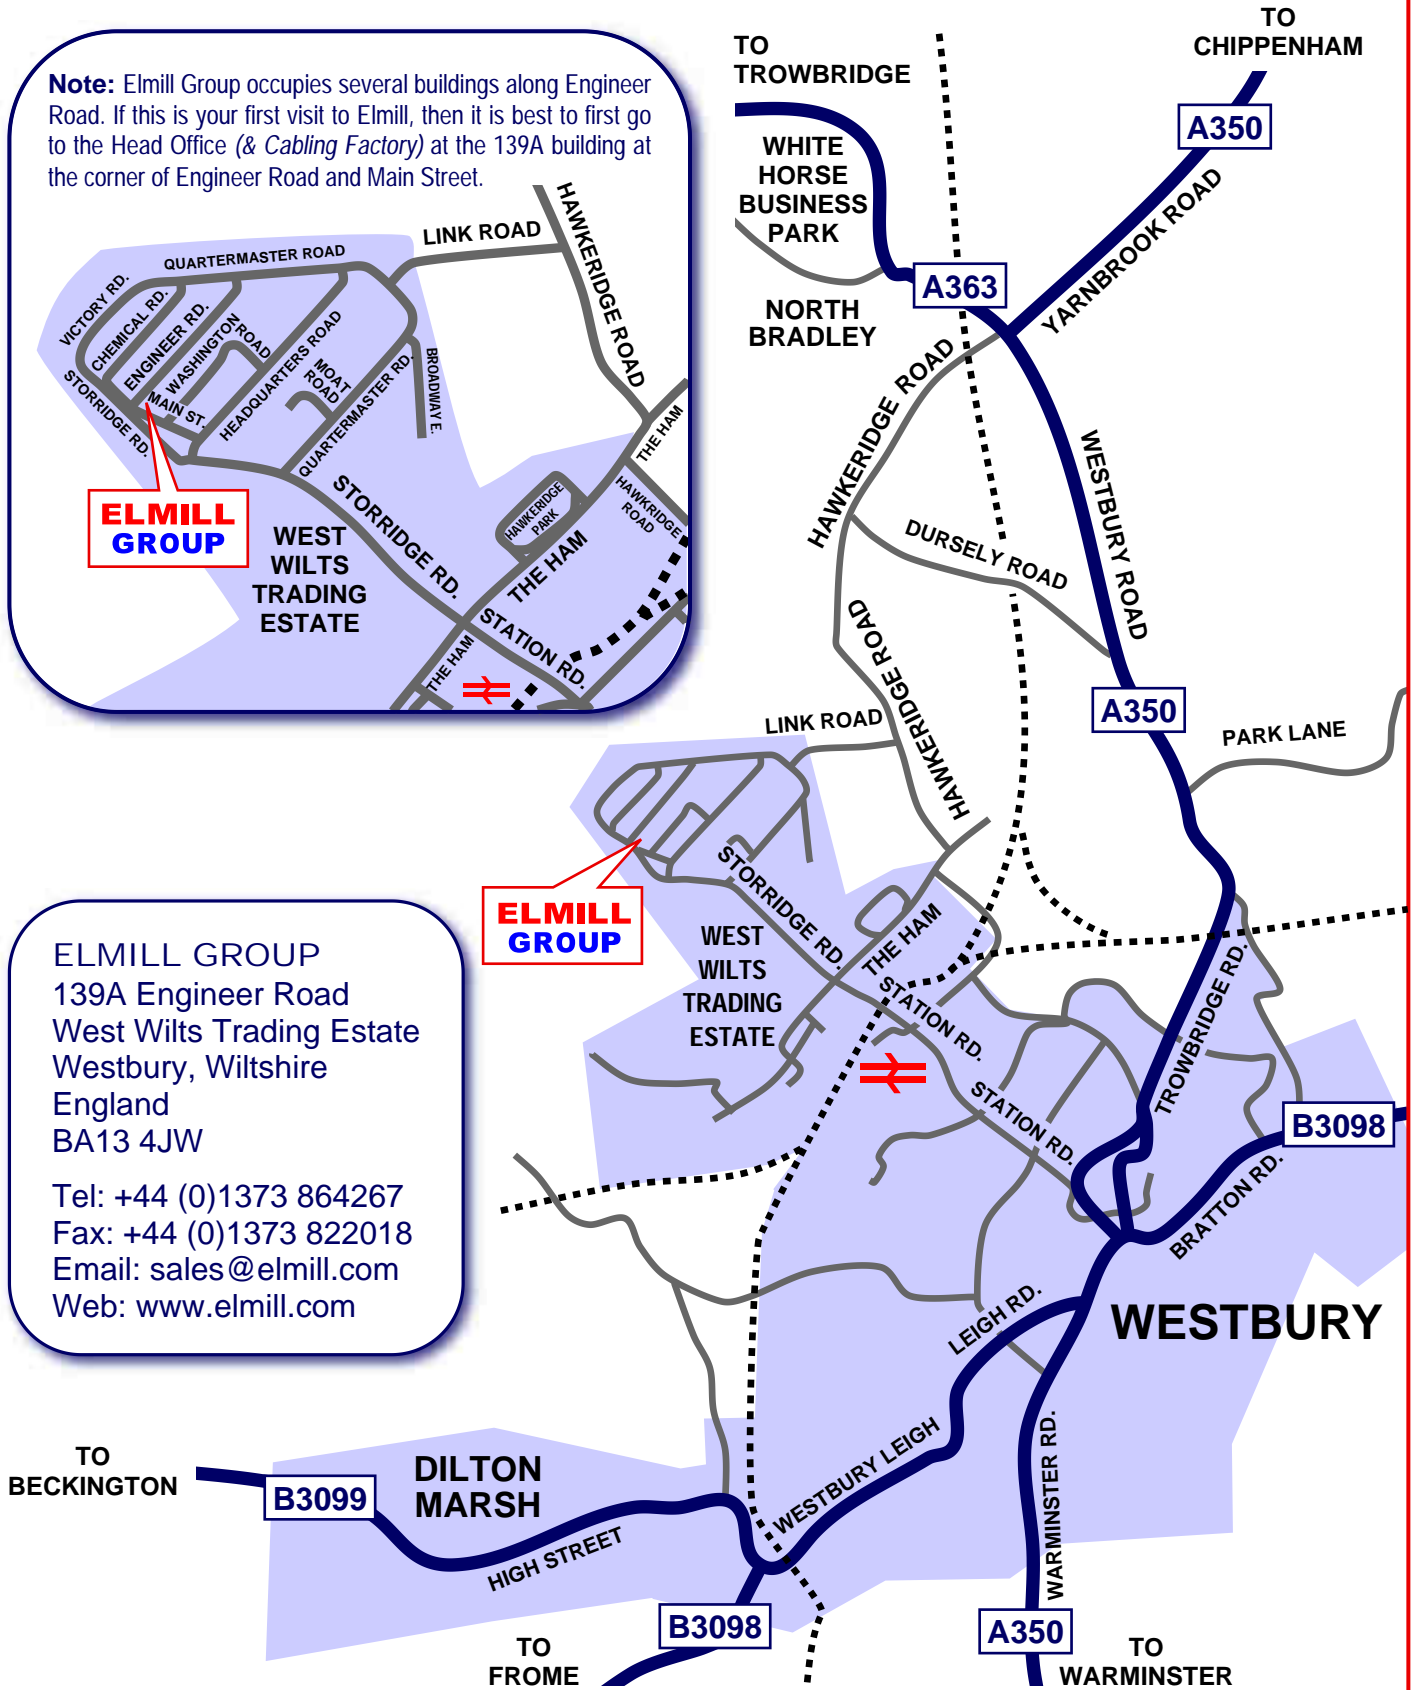 Note: Elmill Group occupies several buildings along Engineer
Road. If this is your first visit to Elmill, then it is best to first go
to the Head Office (& Cabling Factory) at the 139A building at
the corner of Engineer Road and Main Street.
HAWKERIDGE ROAD
LINK ROAD
QUARTERMASTER ROAD
VICTORY RD.
CHEMICAL RD.
ENGINEER RD.
WASHINGTON
ROAD
HEADQUARTERS ROAD
MOAT
ROAD
QUARTERMASTER RD.
BROADWAY E.
MAIN ST.
STORRIDGE RD.
THE HAM
HAWKRIDGE
ROAD
HAWKERIDGE
PARK
THE HAM
STORRIDGE RD.
STATION RD.
THE HAM
ELMILL
GROUP
WEST
WILTS
TRADING
ESTATE
TO
TROWBRIDGE
TO
CHIPPENHAM
A350
WHITE
HORSE
BUSINESS
PARK
A363
YARNBROOK ROAD
NORTH
BRADLEY
HAWKERIDGE ROAD
WESTBURY ROAD
DURSELY ROAD
HAWKERIDGE ROAD
HAWKERIDGE
A350
LINK ROAD
PARK LANE
STORRIDGE RD.
ELMILL
GROUP
WEST
WILTS
TRADING
ESTATE
THE HAM
STATION RD.
STATION RD.
TROWBRIDGE RD.
B3098
BRATTON RD.
ELMILL GROUP
139A Engineer Road
West Wilts Trading Estate
Westbury, Wiltshire
England
BA13 4JW
Tel: +44 (0)1373 864267
Fax: +44 (0)1373 822018
Email: sales@elmill.com
Web: www.elmill.com
WESTBURY
LEIGH RD.
WESTBURY LEIGH
WARMINSTER RD.
TO
BECKINGTON
B3099
DILTON
MARSH
HIGH STREET
B3098
TO
FROME
A350
TO
WARMINSTER